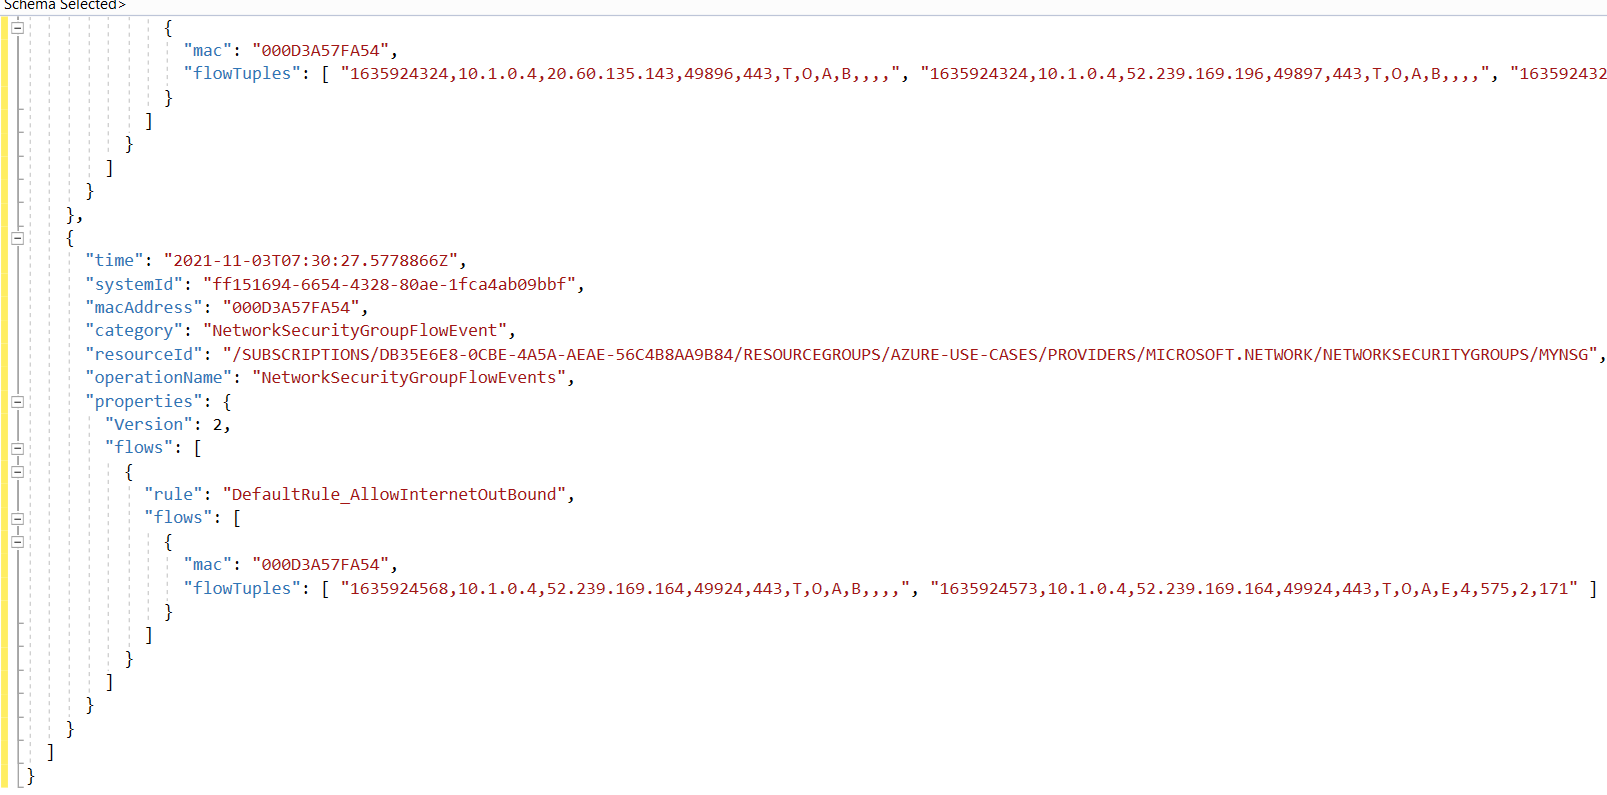 Schema Selected>
{
"mac": "000D3A57FA54",
"flowTuples": [ "1635924324,10.1.0.4,20.60.135.143,49896,443,T,O,A,B,,,,", "1635924324,10.1.0.4,52.239.169.196,49897,443,T,O,A,B,,,,", "163592432
}
]
}
]
}
},
{
"time": "2021-11-03T07:30:27.5778866Z",
"systemId": "ff151694-6654-4328-80ae-1fca4ab09bbf",
"macAddress": "000D3A57FA54",
"category": "NetworkSecurityGroupFlowEvent",
"resourceId": "/SUBSCRIPTIONS/DB35E6E8-0CBE-4A5A-AEAE-56C4B8AA9B84/RESOURCEGROUPS/AZURE-USE-CASES/PROVIDERS/MICROSOFT.NETWORK/NETWORKSECURITYGROUPS/MYNSG",
"operationName": "NetworkSecurityGroupFlowEvents",
"properties": {
"Version": 2,
"flows": [
{
"rule": "DefaultRule_AllowInternetOutBound",
"flows": [
{
"mac": "000D3A57FA54",
"flowTuples": [ "1635924568,10.1.0.4,52.239.169.164,49924,443,T,O,A,B,,,,", "1635924573,10.1.0.4,52.239.169.164,49924,443,T,O,A,E,4,575,2,171" ]
}
]
}
]
}
}
]
}